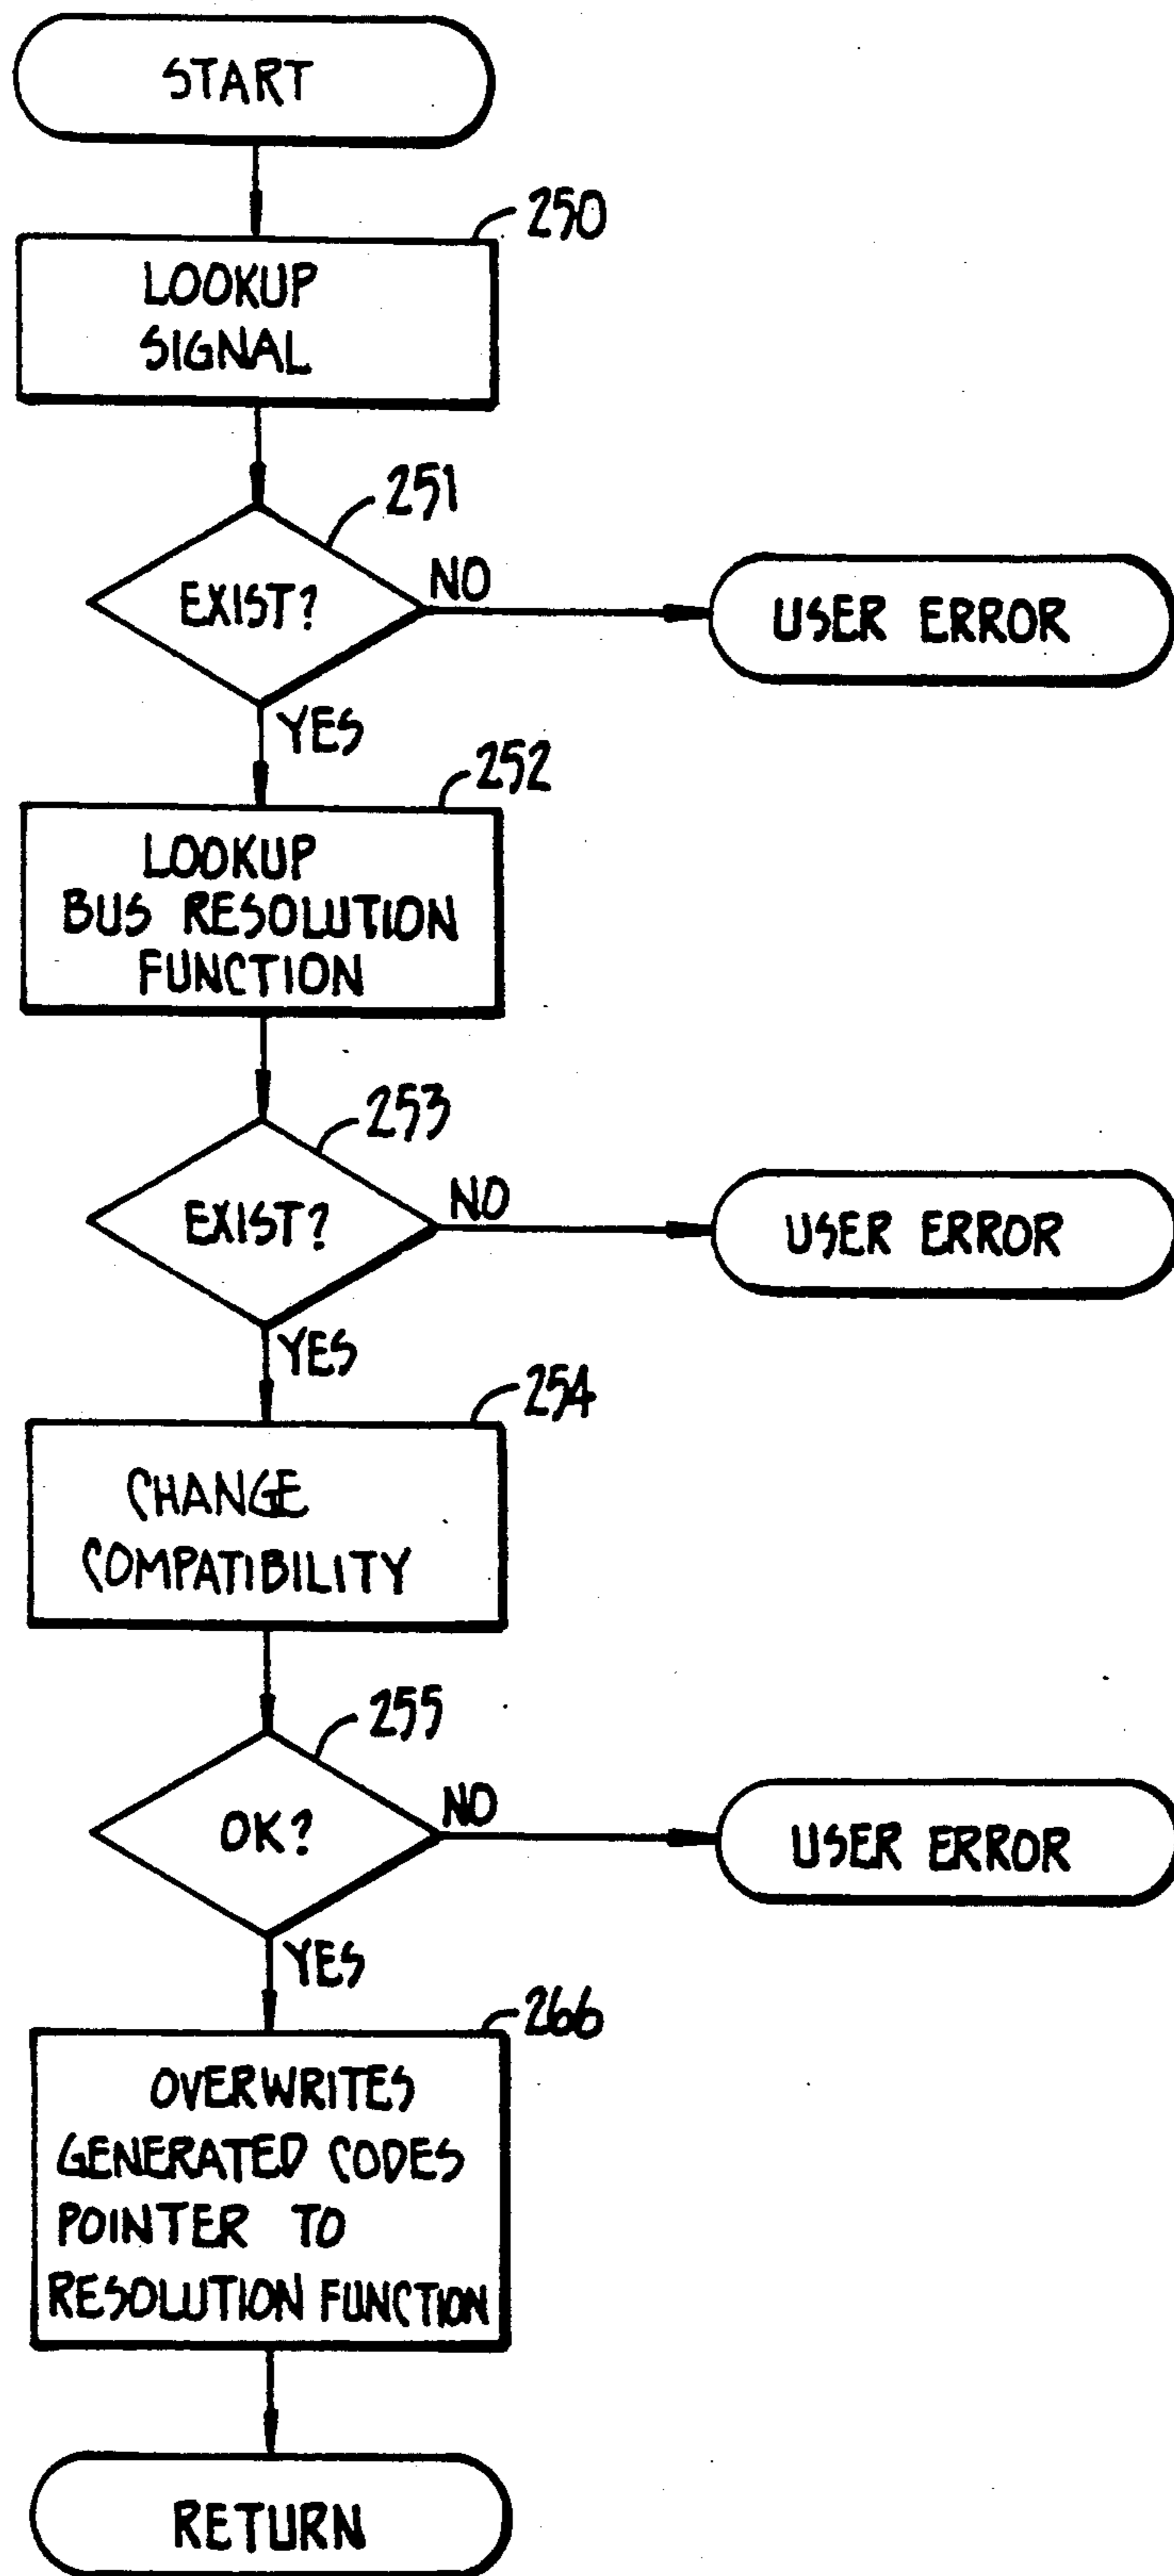 START
250
LOOKUP
SIGNAL
251
EXIST?
NO
USER ERROR
YES
252
LOOKUP
BUS RESOLUTION
FUNCTION
253
EXIST?
NO
USER ERROR
YES
254
CHANGE
COMPATIBILITY
255
OK?
NO
USER ERROR
YES
266
OVERWRITES
GENERATED CODES
POINTER TO
RESOLUTION FUNCTION
RETURN